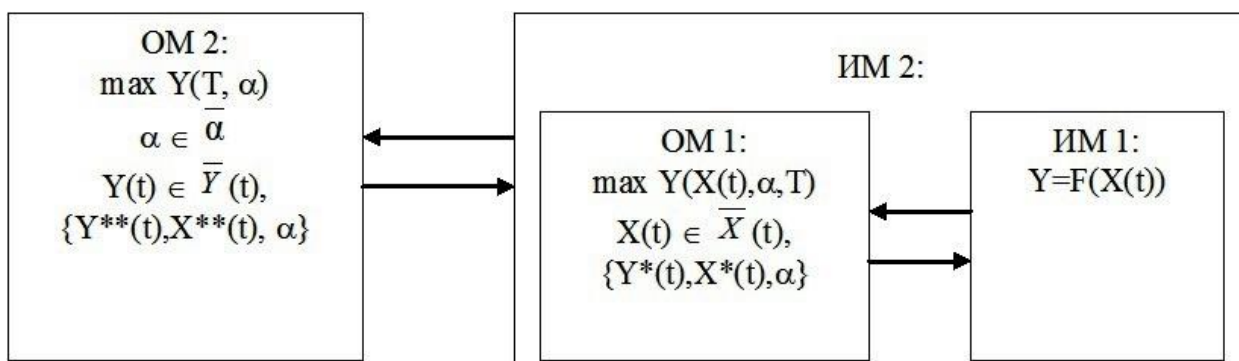 ОМ 2:
max Y(T, α)
α ∈ α̅
Y(t) ∈ Y̅ (t),
{Y**(t),X**(t), α}
ИМ 2:
ОМ 1:
max Y(X(t),α,T)
X(t) ∈ X̅ (t),
{Y*(t),X*(t),α}
ИМ 1:
Y=F(X(t))